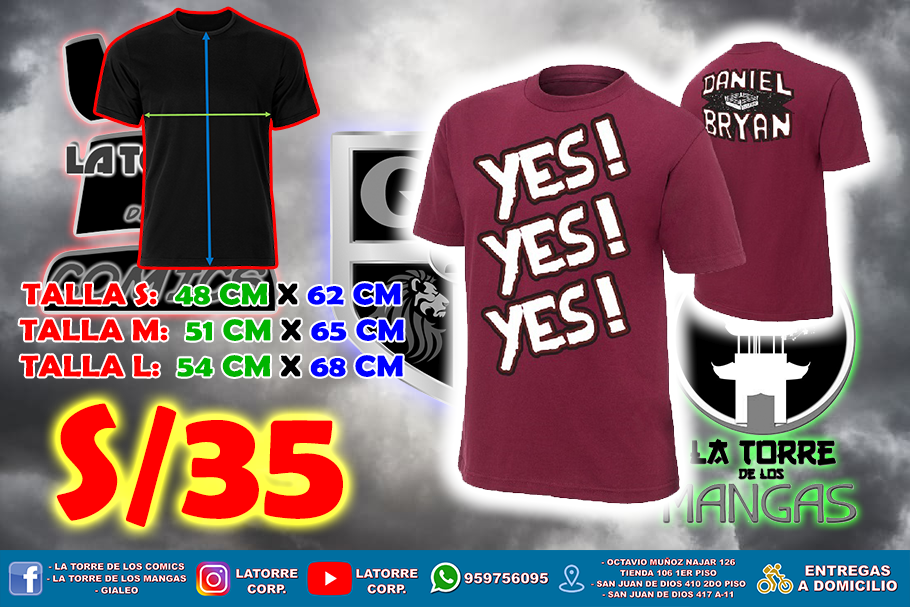 LA TORRE
COMICS
G
TALLA S: 48 CM X 62 CM
TALLA M: 51 CM X 65 CM
TALLA L: 54 CM X 68 CM
S/35
YES!
YES!
YES!
DANIEL
BRYAN
LA TORRE
DE LOS
MANGAS
- LA TORRE DE LOS COMICS
- LA TORRE DE LOS MANGAS
- GIALEO
LATORRE
CORP.
LATORRE
CORP.
959756095
- OCTAVIO MUÑOZ NAJAR 126
TIENDA 106 1ER PISO
- SAN JUAN DE DIOS 410 2DO PISO
- SAN JUAN DE DIOS 417 A-11
ENTREGAS
A DOMICILIO